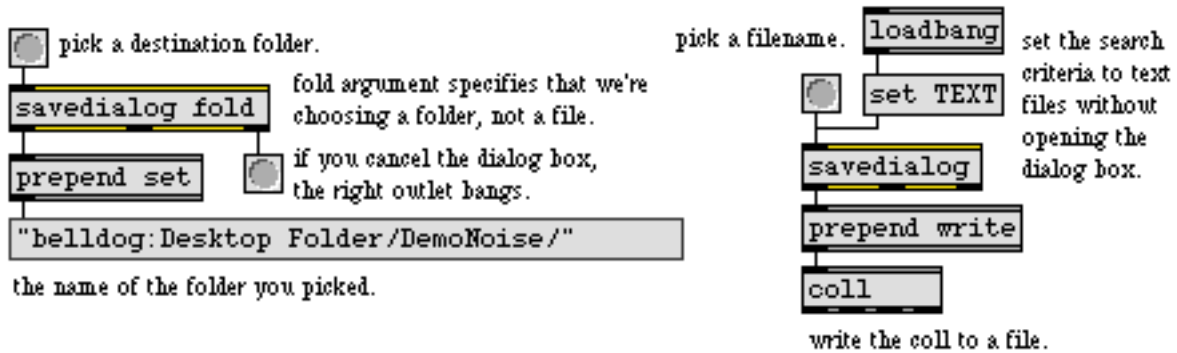 pick a destination folder.
savedialog fold
fold argument specifies that we're
choosing a folder, not a file.
prepend set
if you cancel the dialog box,
the right outlet bangs.
"belldog:Desktop Folder/DemoNoise/"
the name of the folder you picked.
pick a filename.
loadbang
set TEXT
set the search
criteria to text
files without
opening the
dialog box.
savedialog
prepend write
coll
write the coll to a file.